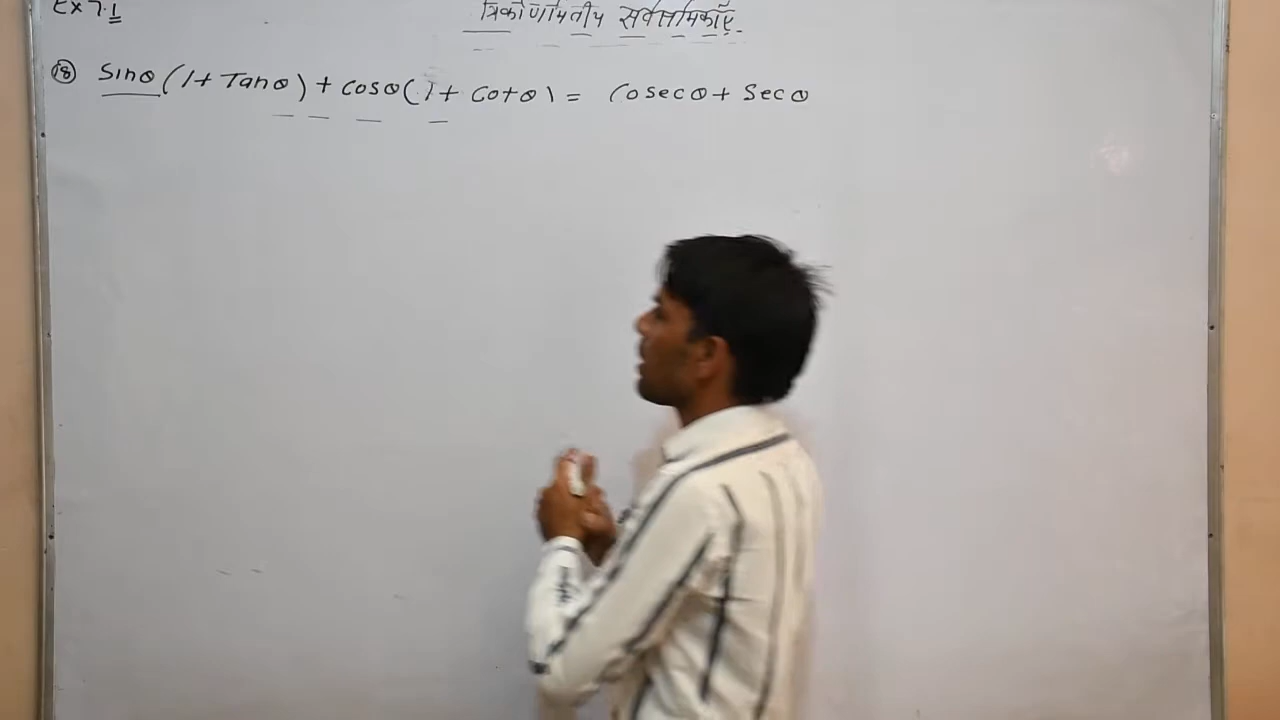 Ex 7.1
त्रिकोणमितीय सर्वसमिकाएँ
(18) Sinθ (1+ Tanθ) + Cosθ (1 + Cotθ) = Cosecθ + Secθ